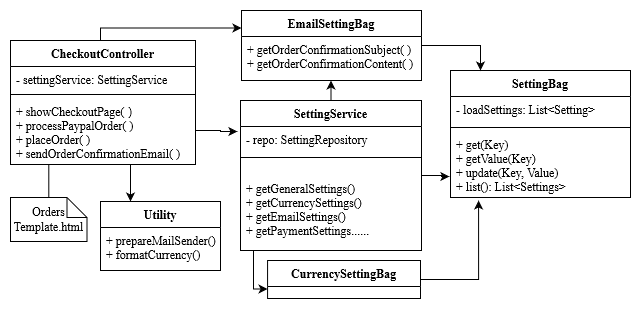 EmailSettingBag
+ getOrderConfirmationSubject( )
+ getOrderConfirmationContent( )
CheckoutController
- settingService: SettingService
+ showCheckoutPage( )
+ processPaypalOrder( )
+ placeOrder( )
+ sendOrderConfirmationEmail( )
SettingBag
- loadSettings: List<Setting>
+ get(Key)
+ getValue(Key)
+ update(Key, Value)
+ list(): List<Settings>
SettingService
- repo: SettingRepository
+ getGeneralSettings()
+ getCurrencySettings()
+ getEmailSettings()
+ getPaymentSettings......
Orders
Template.html
Utility
+ prepareMailSender()
+ formatCurrency()
CurrencySettingBag